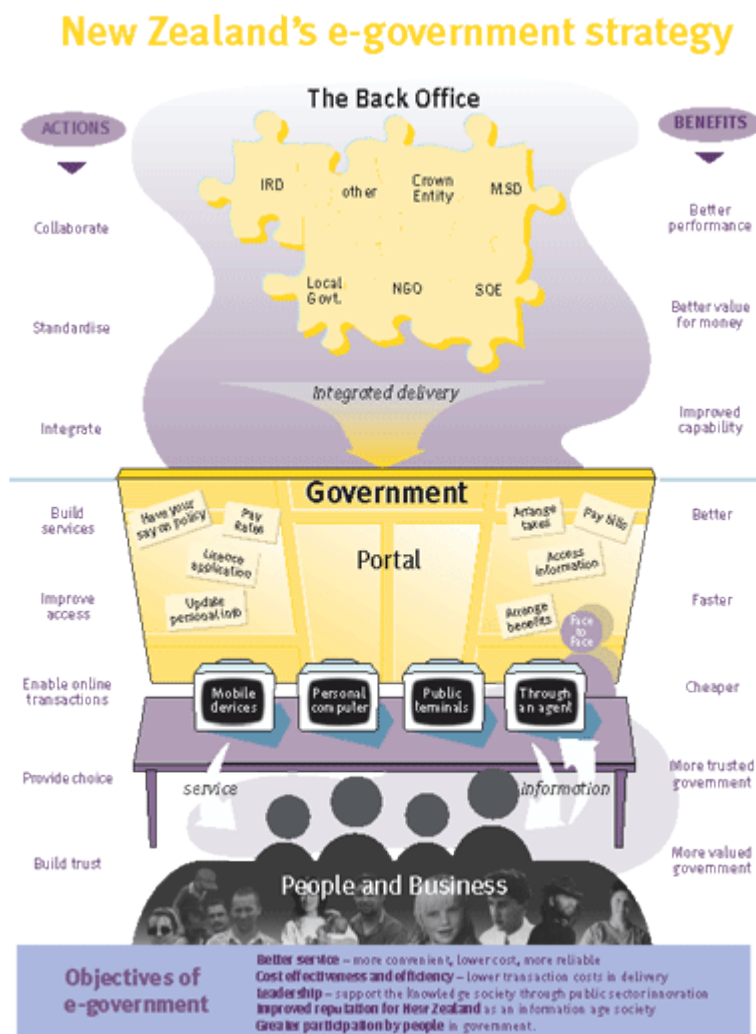 New Zealand's e-government strategy
The Back Office
ACTIONS
BENEFITS
IRD
other
Crown
Entity
MSD
Local
Govt.
NGO
SOE
Collaborate
Standardise
Integrate
Better
performance
Better value
for money
Improved
capability
Integrated delivery
Government
Portal
Have your
say on policy
Pay
Rates
Licence
application
Update
personal info
Arrange
taxes
Pay bills
Access
information
Arrange
benefits
Face
to
Face
Build
services
Improve
access
Enable online
transactions
Provide choice
Build trust
Better
Faster
Cheaper
More trusted
government
More valued
government
Mobile
devices
Personal
computer
Public
terminals
Through
an agent
service
information
People and Business
Objectives of
e-government
Better service – more convenient, lower cost, more reliable
Cost effectiveness and efficiency – lower transaction costs in delivery
Leadership – support the knowledge society through public sector innovation
Improved reputation for New Zealand as an information age society
Greater participation by people in government.